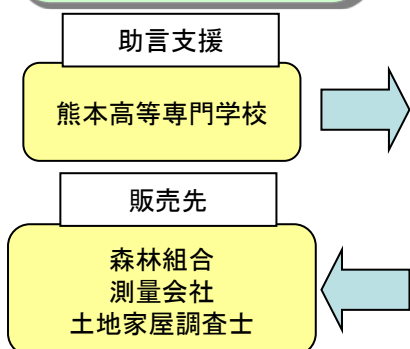 助言支援
熊本高等専門学校
販売先
森林組合
測量会社
土地家屋調査士